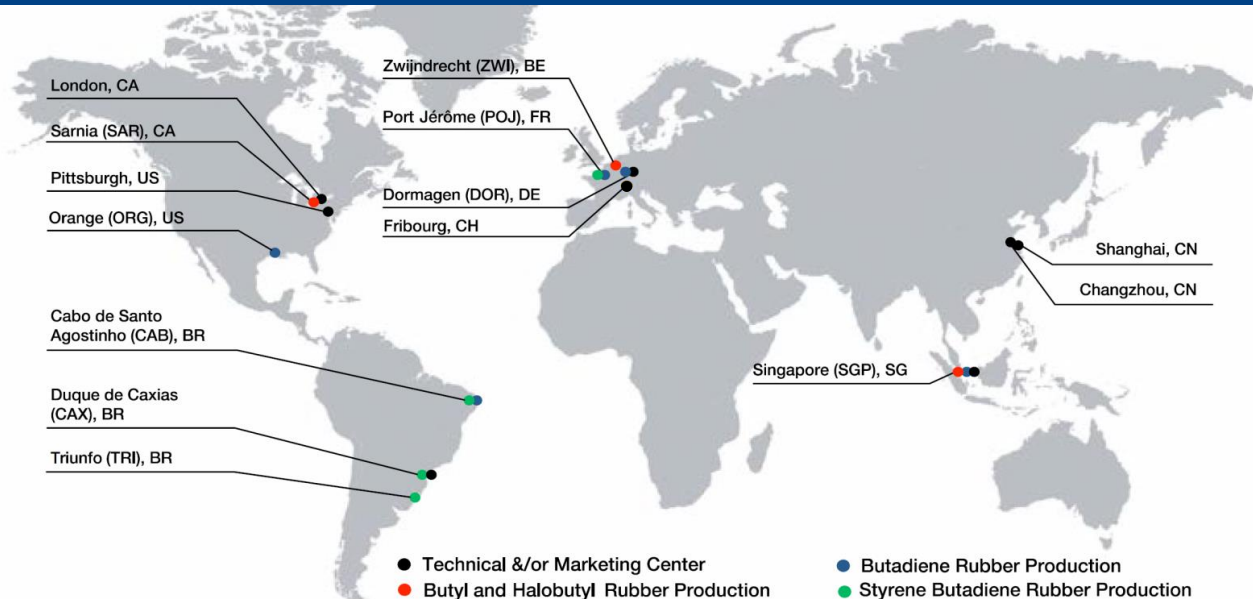 London, CA
Sarnia (SAR), CA
Pittsburgh, US
Orange (ORG), US
Cabo de Santo
Agostinho (CAB), BR
Duque de Caxias
(CAX), BR
Triunfo (TRI), BR
Zwijndrecht (ZWI), BE
Port Jérôme (POJ), FR
Dormagen (DOR), DE
Fribourg, CH
Shanghai, CN
Changzhou, CN
Singapore (SGP), SG
Technical &/or Marketing Center
Butyl and Halobutyl Rubber Production
Butadiene Rubber Production
Styrene Butadiene Rubber Production